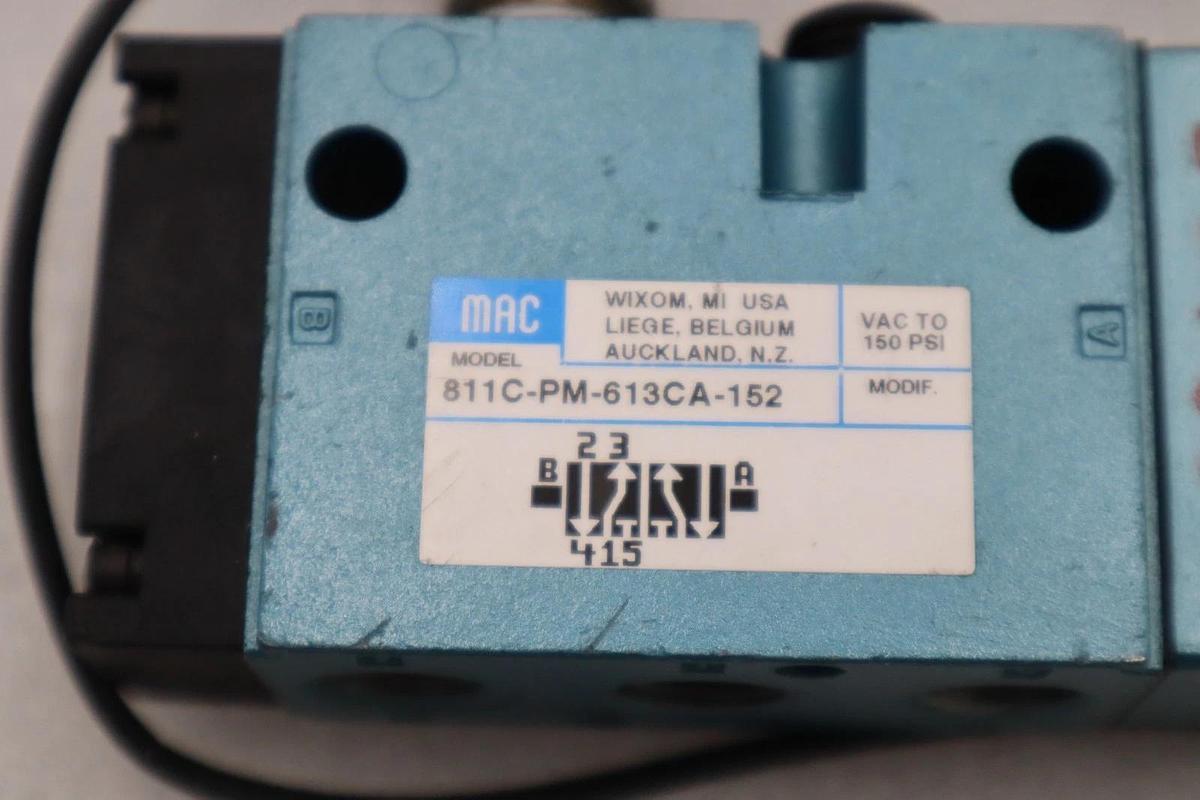 MAC
WIXOM, MI USA
LIEGE, BELGIUM
AUCKLAND, N.Z.
VAC TO
150 PSI
MODEL
811C-PM-613CA-152
MODIF.
2 3
B A
4 1 5
B
A